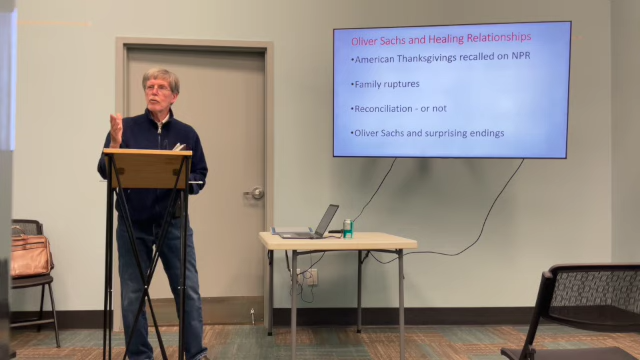 Oliver Sachs and Healing Relationships
•American Thanksgivings recalled on NPR
•Family ruptures
•Reconciliation - or not
•Oliver Sachs and surprising endings